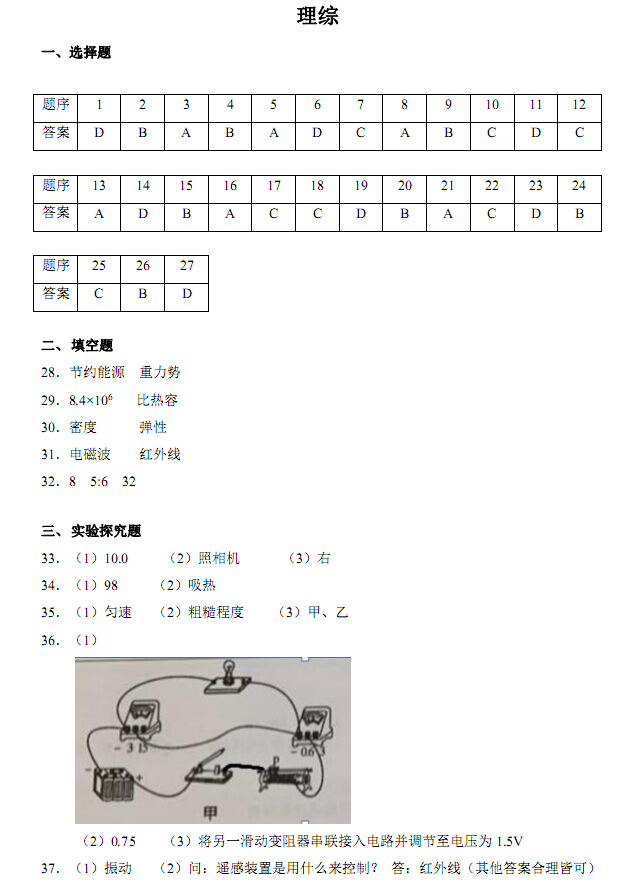 理综
一、选择题
题序 1 2 3 4 5 6 7 8 9 10 11 12
答案 D B A B A D C A B C D C
题序 13 14 15 16 17 18 19 20 21 22 23 24
答案 A D B A C C D B A C D B
题序 25 26 27
答案 C B D
二、填空题
28．节约能源 重力势
29．8.4×10⁶ 比热容
30．密度 弹性
31．电磁波 红外线
32．8 5:6 32
三、实验探究题
33．（1）10.0 （2）照相机 （3）右
34．（1）98 （2）吸热
35．（1）匀速 （2）粗糙程度 （3）甲、乙
36．（1）
− 3 15
− 0.6 3
− +
P
甲
（2）0.75 （3）将另一滑动变阻器串联接入电路并调节至电压为 1.5V
37．（1）振动 （2）问：遥感装置是用什么来控制？ 答：红外线（其他答案合理皆可）